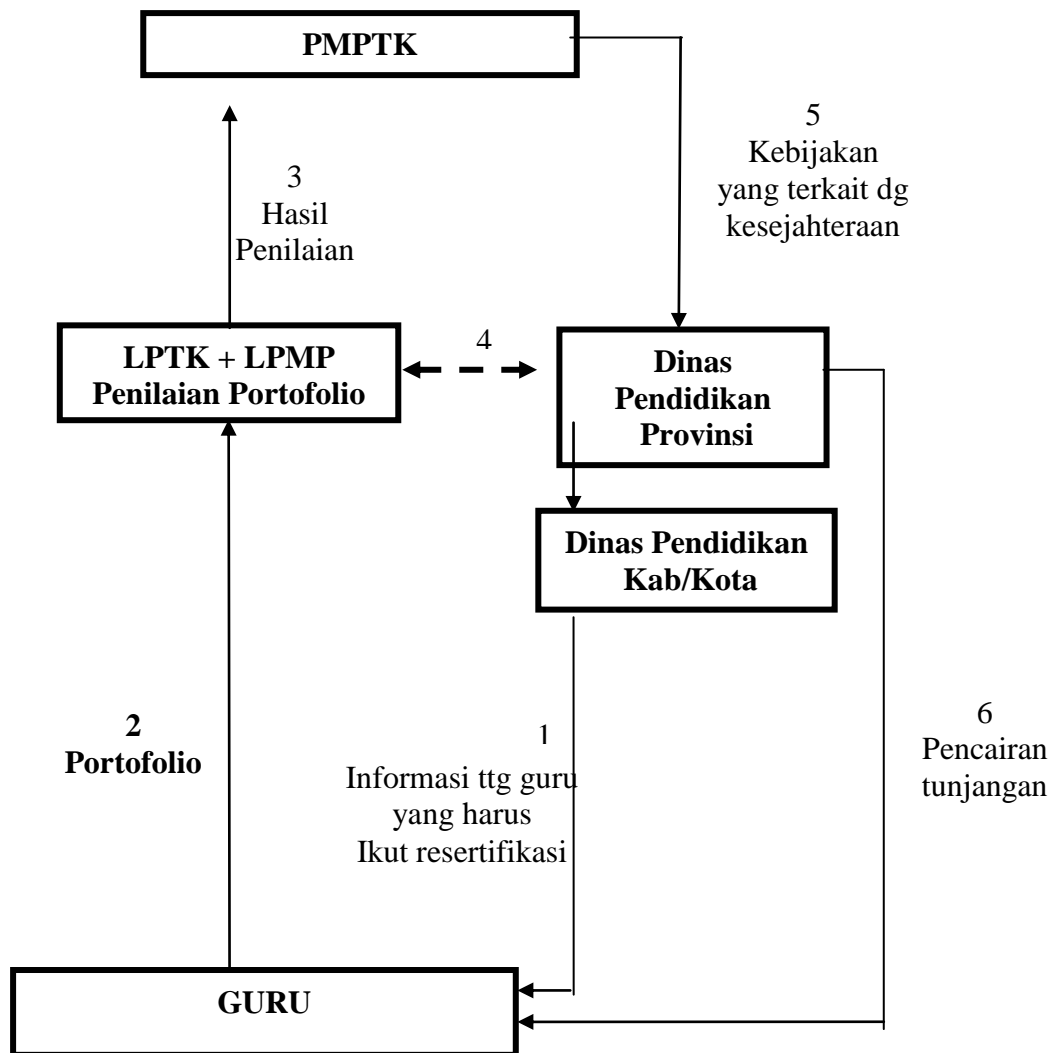 PMPTK
5
Kebijakan
yang terkait dg
kesejahteraan
3
Hasil
Penilaian
LPTK + LPMP
Penilaian Portofolio
4
Dinas
Pendidikan
Provinsi
Dinas Pendidikan
Kab/Kota
2
Portofolio
1
Informasi ttg guru
yang harus
Ikut resertifikasi
6
Pencairan
tunjangan
GURU